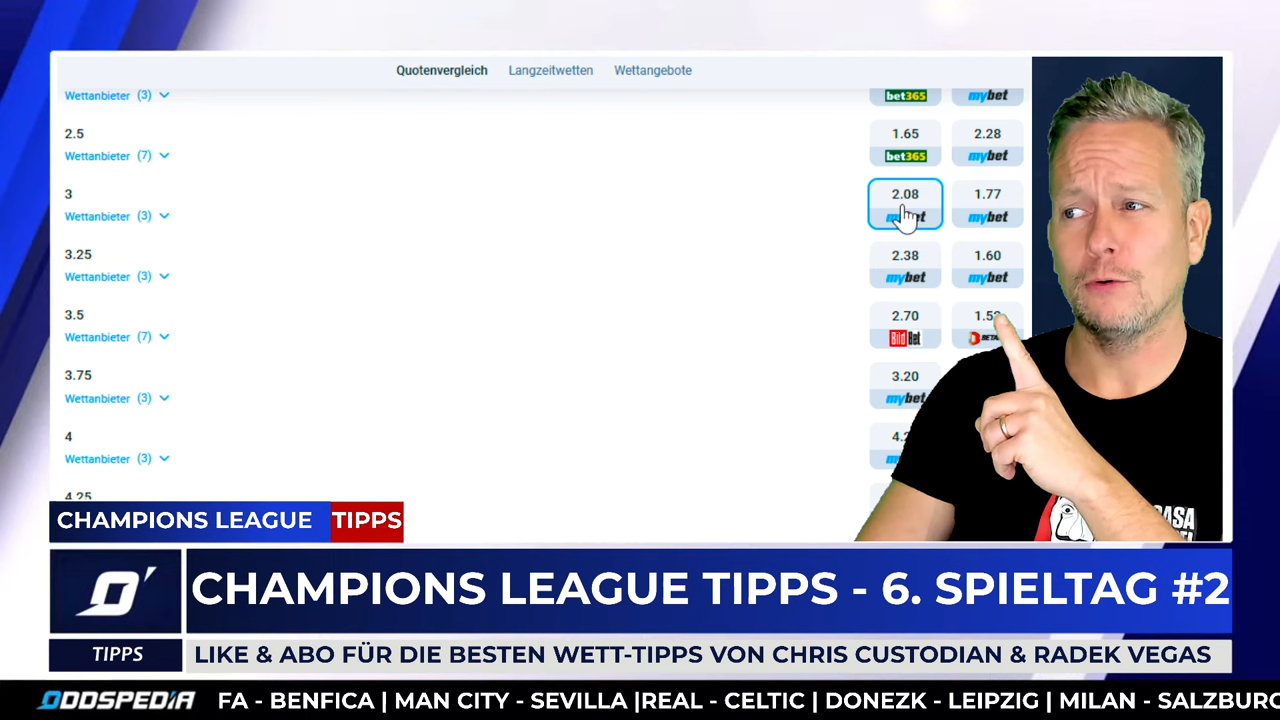 Quotenvergleich Langzeitwetten Wettangebote
Wettanbieter (3) bet365 mybet
2.5 1.65 2.28
Wettanbieter (7) bet365 mybet
3 2.08 1.77
Wettanbieter (3) mybet
3.25 2.38 1.60
Wettanbieter (3) mybet mybet
3.5 2.70
Wettanbieter (7) BildBet
3.75 3.20
Wettanbieter (3) mybet
4
Wettanbieter (3)
4.25
CHAMPIONS LEAGUE TIPPS
CHAMPIONS LEAGUE TIPPS - 6. SPIELTAG #2
TIPPS LIKE & ABO FÜR DIE BESTEN WETT-TIPPS VON CHRIS CUSTODIAN & RADEK VEGAS
ODDSPEDIA FA - BENFICA | MAN CITY - SEVILLA |REAL - CELTIC | DONEZK - LEIPZIG | MILAN - SALZBURG